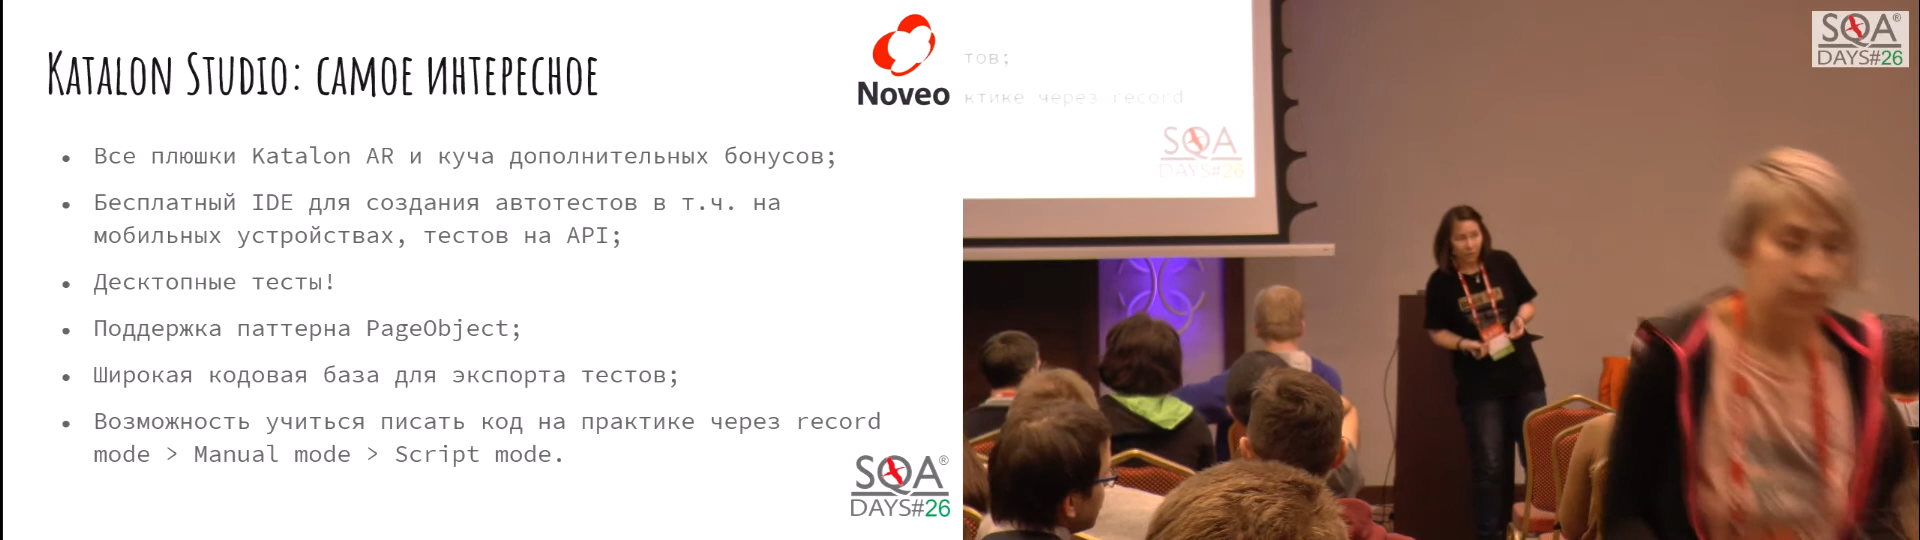 Katalon Studio: самое интересное
Noveo
• Все плюшки Katalon AR и куча дополнительных бонусов;
• Бесплатный IDE для создания автотестов в т.ч. на
мобильных устройствах, тестов на API;
• Десктопные тесты!
• Поддержка паттерна PageObject;
• Широкая кодовая база для экспорта тестов;
• Возможность учиться писать код на практике через record
mode > Manual mode > Script mode.
SQA®
DAYS#26
тов;
ктике через record
SQA
DAYS#26
SQA®
DAYS#26